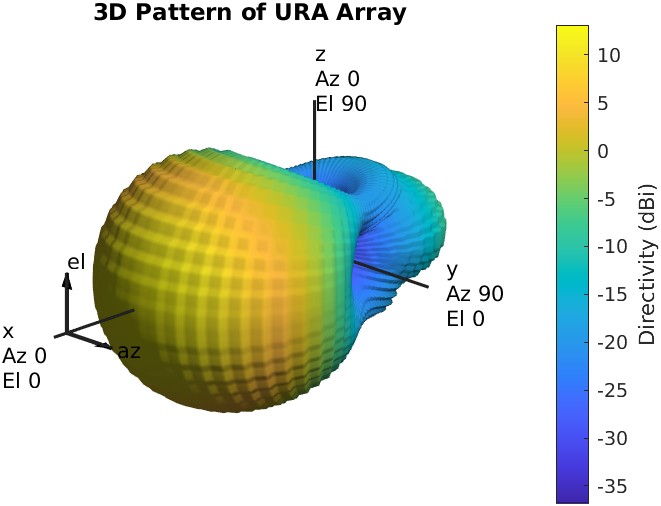 3D Pattern of URA Array
z
Az 0
El 90
el
az
x
Az 0
El 0
y
Az 90
El 0
10
5
0
-5
-10
-15
-20
-25
-30
-35
Directivity (dBi)